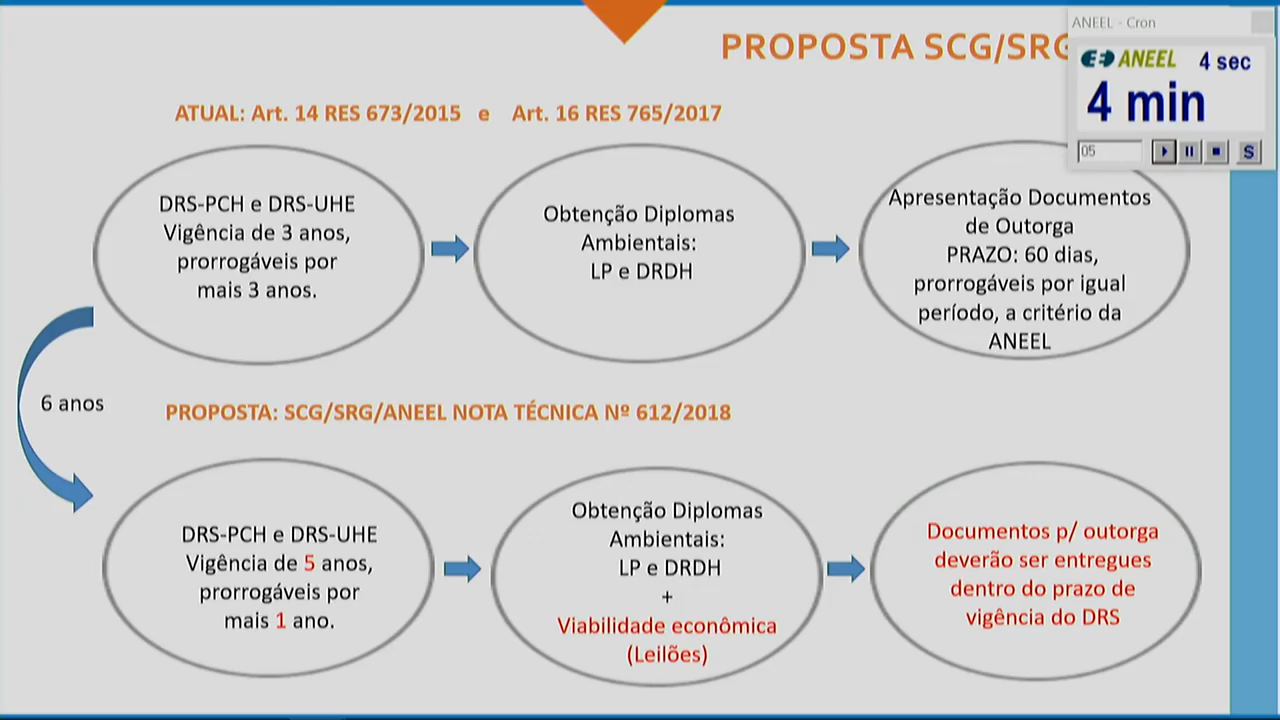 PROPOSTA SCG/SRG
ANEEL - Cron
ANEEL 4 sec
4 min
05
S
ATUAL: Art. 14 RES 673/2015 e Art. 16 RES 765/2017
DRS-PCH e DRS-UHE
Vigência de 3 anos,
prorrogáveis por
mais 3 anos.
Obtenção Diplomas
Ambientais:
LP e DRDH
Apresentação Documentos
de Outorga
PRAZO: 60 dias,
prorrogáveis por igual
período, a critério da
ANEEL
6 anos
PROPOSTA: SCG/SRG/ANEEL NOTA TÉCNICA Nº 612/2018
DRS-PCH e DRS-UHE
Vigência de 5 anos,
prorrogáveis por
mais 1 ano.
Obtenção Diplomas
Ambientais:
LP e DRDH
+
Viabilidade econômica
(Leilões)
Documentos p/ outorga
deverão ser entregues
dentro do prazo de
vigência do DRS